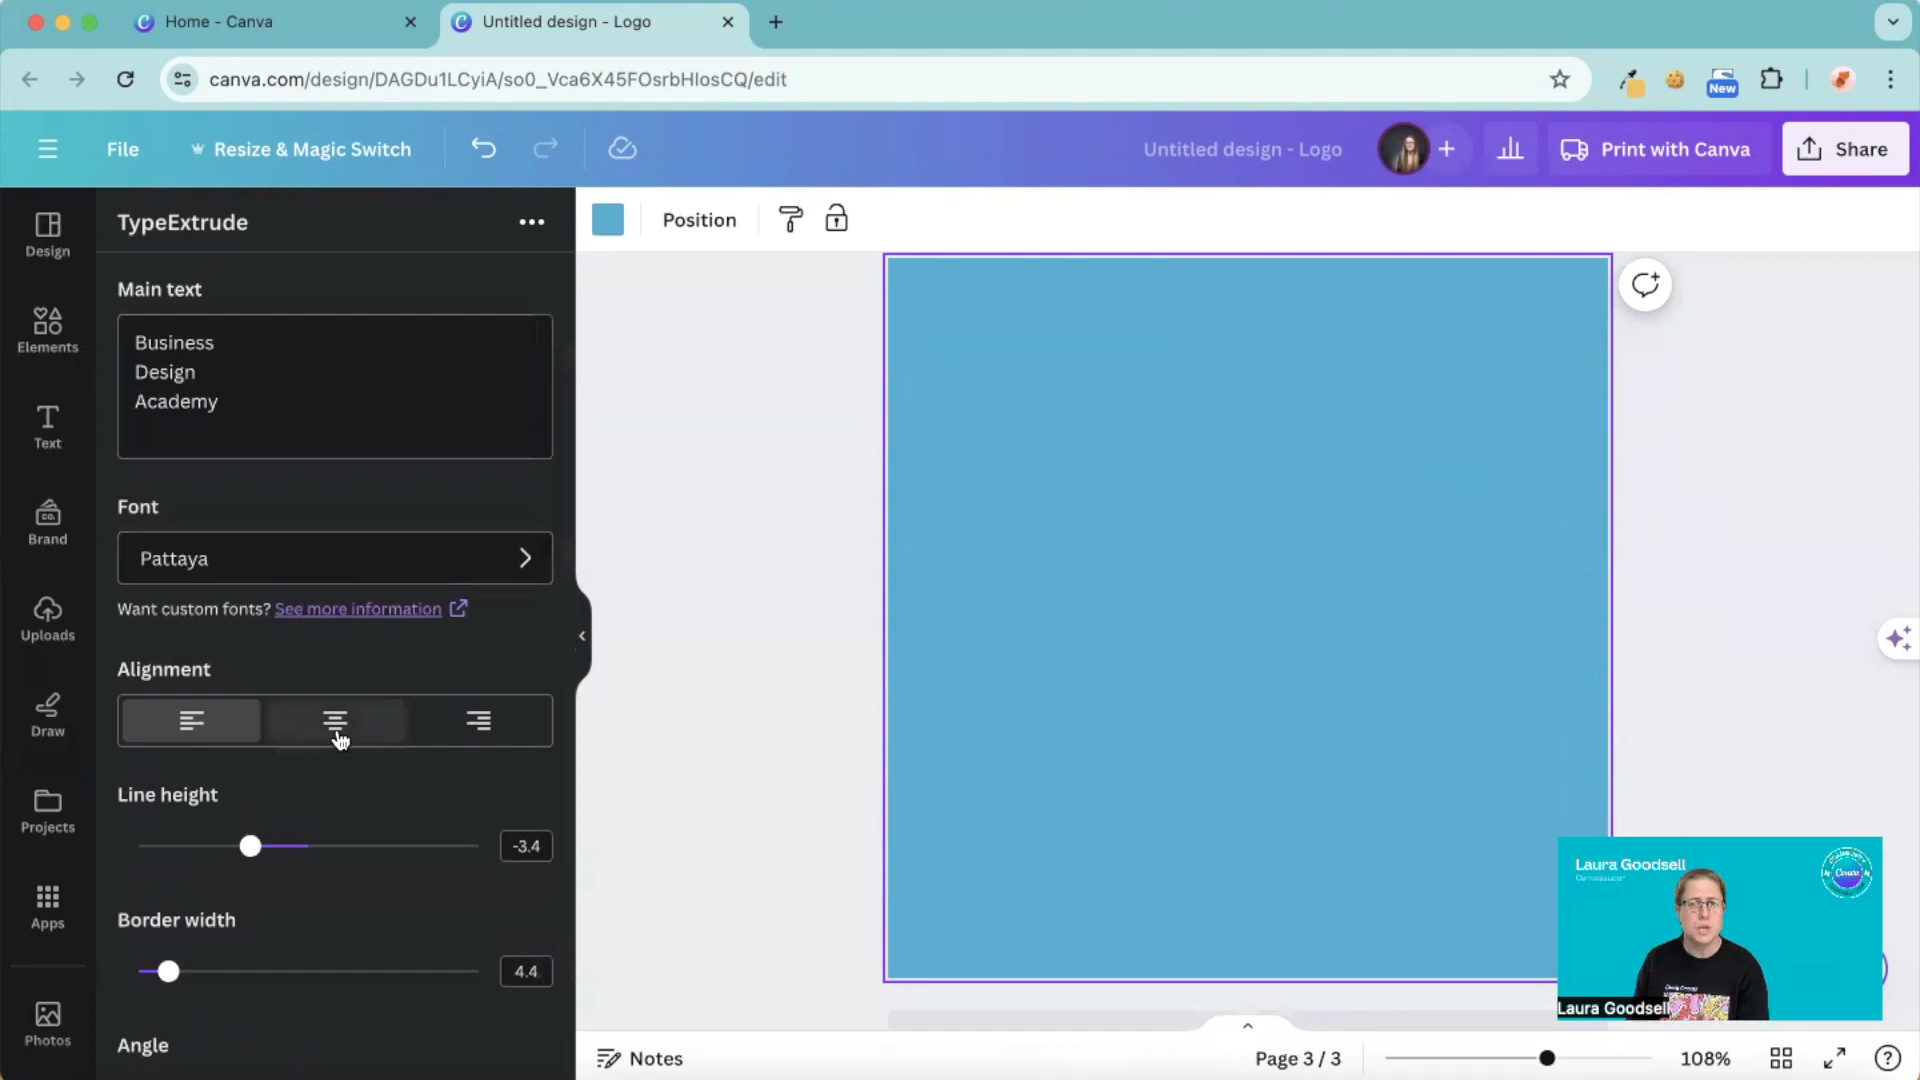 Home - Canva
Untitled design - Logo
canva.com/design/DAGDu1LCyiA/so0_Vca6X45FOsrbHlosCQ/edit
New
File
Resize & Magic Switch
Untitled design - Logo
Print with Canva
Share
Design
Elements
Text
Brand
Uploads
Draw
Projects
Apps
Photos
TypeExtrude
Main text
Business
Design
Academy
Font
Pattaya
Want custom fonts? See more information
Alignment
Line height
-3.4
Border width
4.4
Angle
Position
Laura Goodsell
Canva
Laura Goodsell
Notes
Page 3 / 3
108%